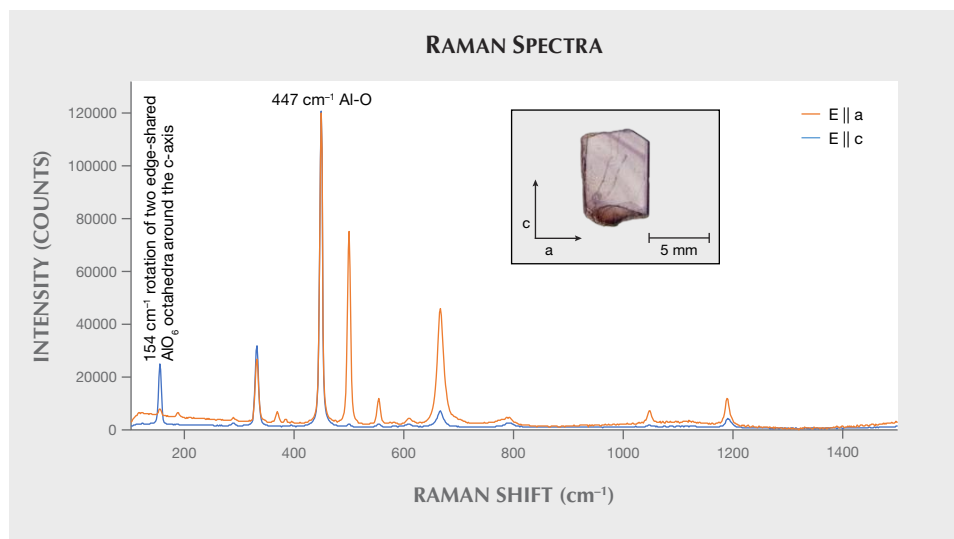 RAMAN SPECTRA
INTENSITY (COUNTS)
120000
100000
80000
60000
40000
20000
0
154 cm⁻¹ rotation of two edge-shared
AlO₆ octahedra around the c-axis
447 cm⁻¹ Al-O
c
a
5 mm
E || a
E || c
200
400
600
800
1000
1200
1400
RAMAN SHIFT (cm⁻¹)